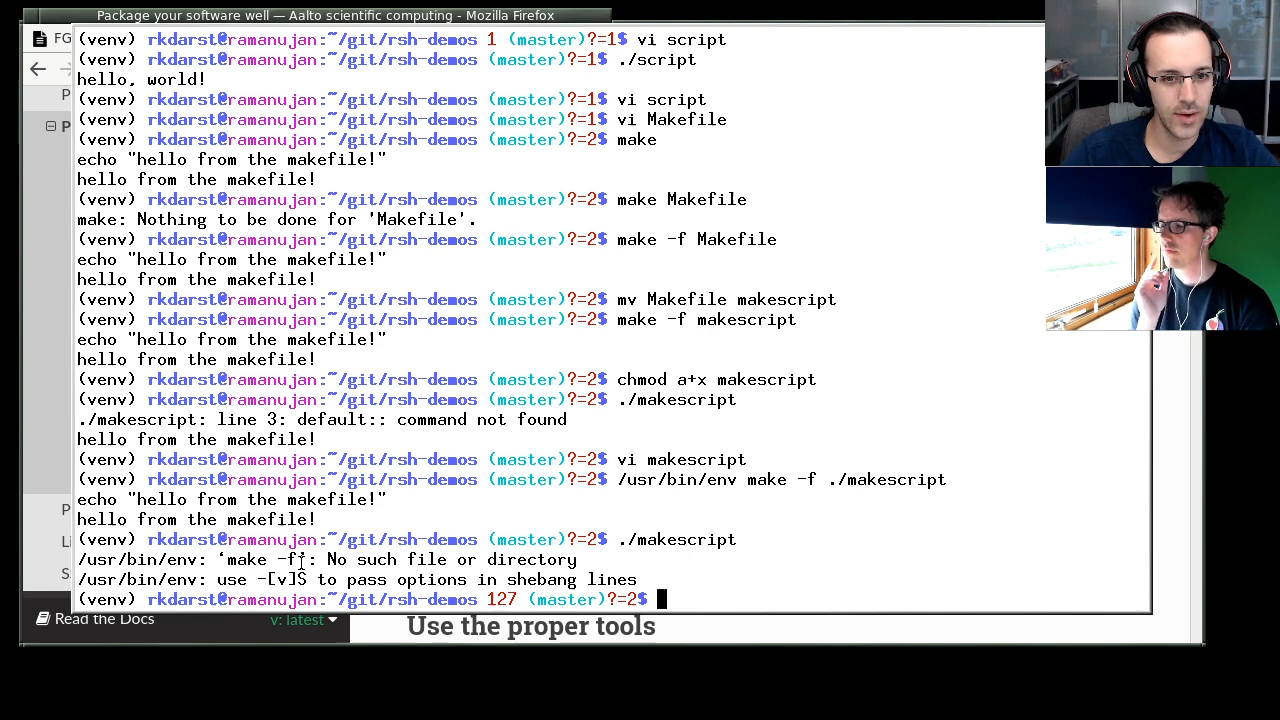 Package your software well — Aalto scientific computing - Mozilla Firefox
FG
P
P
P
Li
S
(venv) rkdarst@ramanujan:~/git/rsh-demos 1 (master)?=1$ vi script
(venv) rkdarst@ramanujan:~/git/rsh-demos (master)?=1$ ./script
hello, world!
(venv) rkdarst@ramanujan:~/git/rsh-demos (master)?=1$ vi script
(venv) rkdarst@ramanujan:~/git/rsh-demos (master)?=1$ vi Makefile
(venv) rkdarst@ramanujan:~/git/rsh-demos (master)?=2$ make
echo "hello from the makefile!"
hello from the makefile!
(venv) rkdarst@ramanujan:~/git/rsh-demos (master)?=2$ make Makefile
make: Nothing to be done for 'Makefile'.
(venv) rkdarst@ramanujan:~/git/rsh-demos (master)?=2$ make -f Makefile
echo "hello from the makefile!"
hello from the makefile!
(venv) rkdarst@ramanujan:~/git/rsh-demos (master)?=2$ mv Makefile makescript
(venv) rkdarst@ramanujan:~/git/rsh-demos (master)?=2$ make -f makescript
echo "hello from the makefile!"
hello from the makefile!
(venv) rkdarst@ramanujan:~/git/rsh-demos (master)?=2$ chmod a+x makescript
(venv) rkdarst@ramanujan:~/git/rsh-demos (master)?=2$ ./makescript
./makescript: line 3: default:: command not found
hello from the makefile!
(venv) rkdarst@ramanujan:~/git/rsh-demos (master)?=2$ vi makescript
(venv) rkdarst@ramanujan:~/git/rsh-demos (master)?=2$ /usr/bin/env make -f ./makescript
echo "hello from the makefile!"
hello from the makefile!
(venv) rkdarst@ramanujan:~/git/rsh-demos (master)?=2$ ./makescript
/usr/bin/env: ‘make -f’: No such file or directory
/usr/bin/env: use -[v]S to pass options in shebang lines
(venv) rkdarst@ramanujan:~/git/rsh-demos 127 (master)?=2$
Read the Docs
v: latest
Use the proper tools